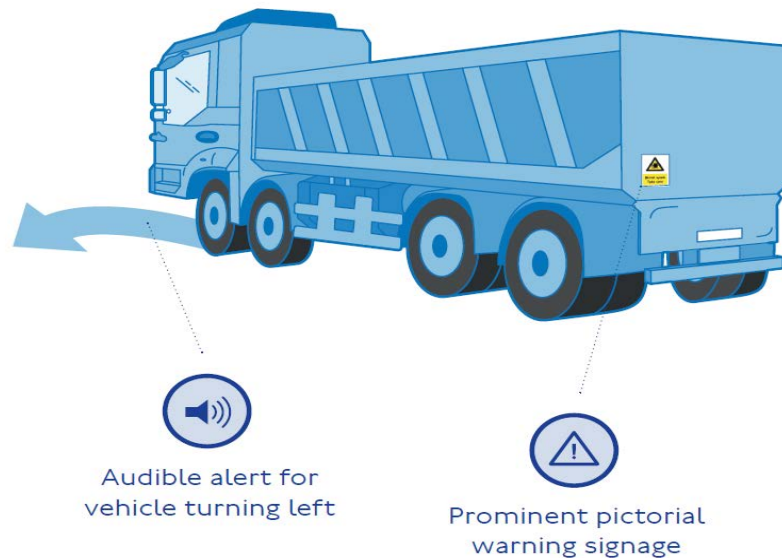 Audible alert for
vehicle turning left
Prominent pictorial
warning signage